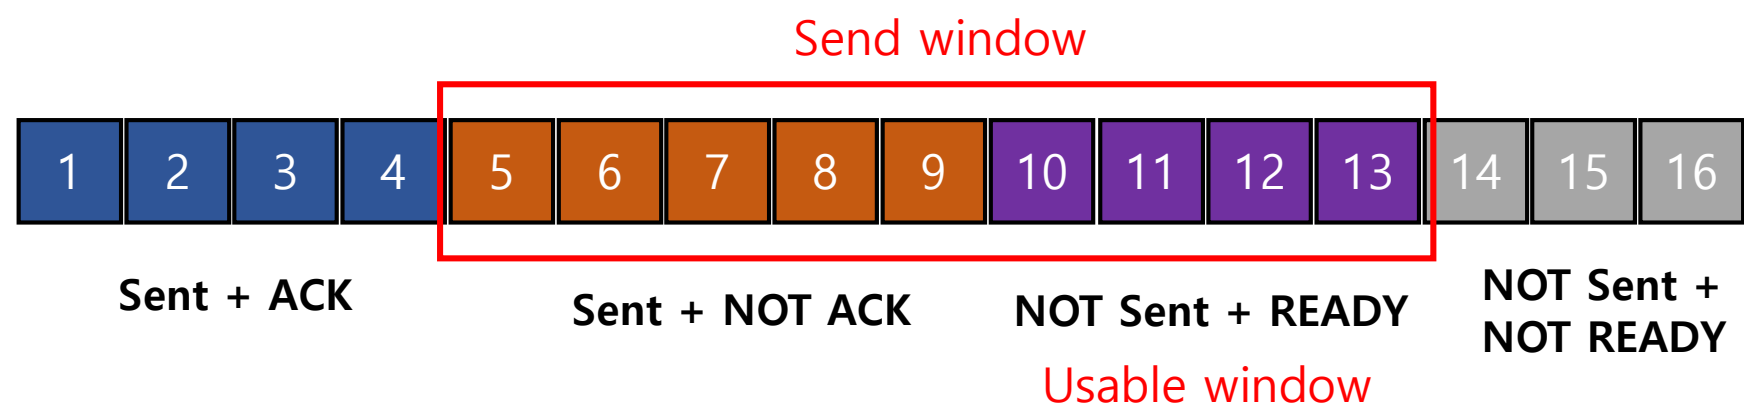 Send window
1 2 3 4 5 6 7 8 9 10 11 12 13 14 15 16
Sent + ACK
Sent + NOT ACK
NOT Sent + READY
NOT Sent +
NOT READY
Usable window